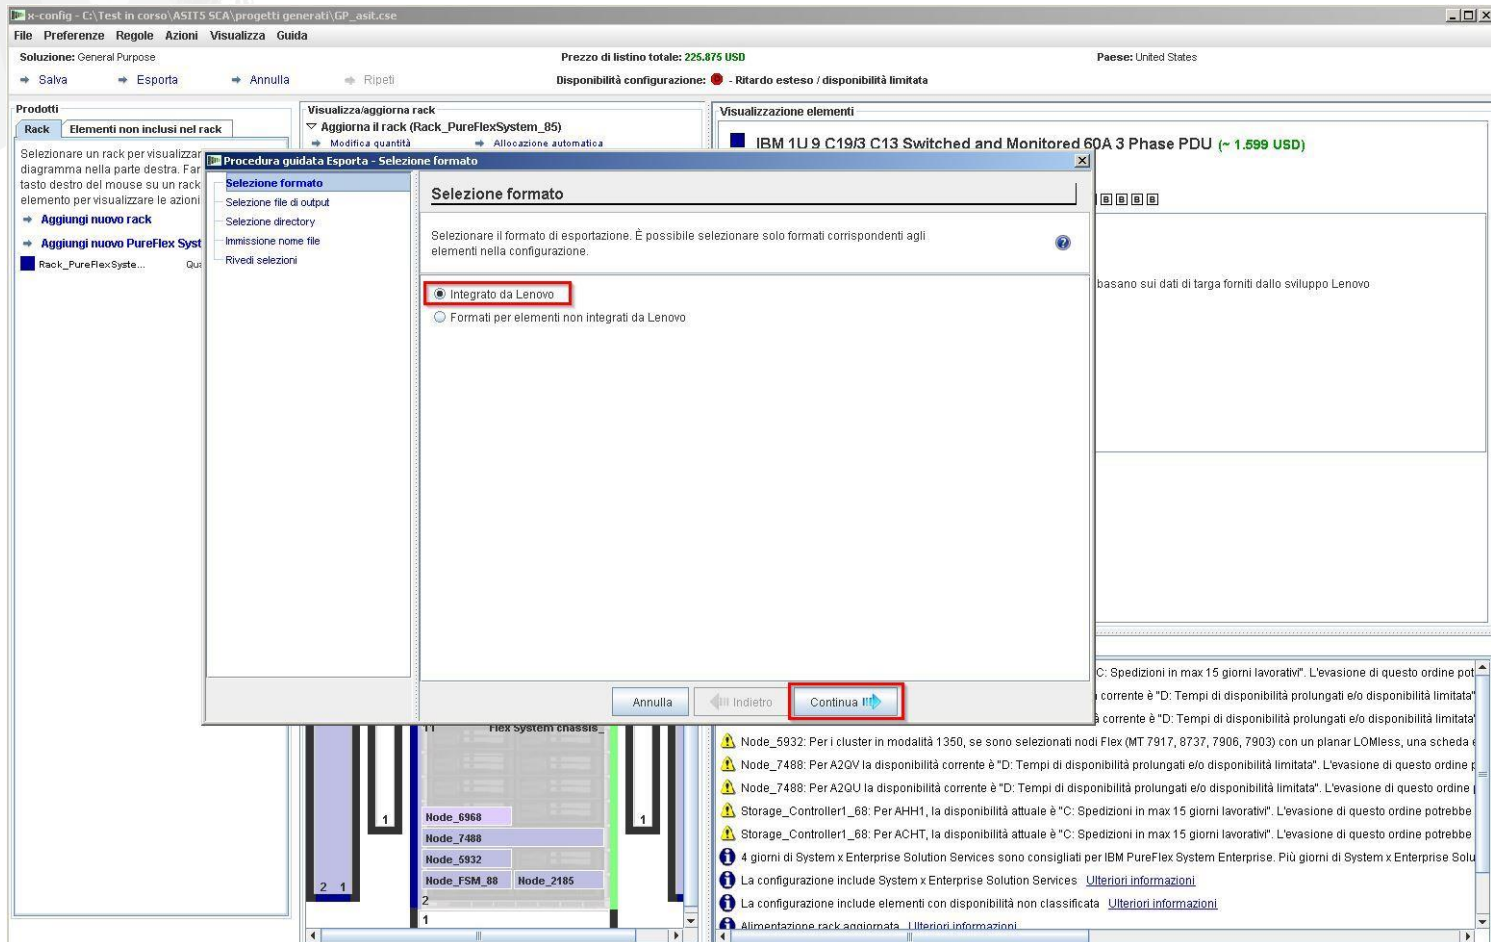 x-config - C:\Test in corso\ASIT5 SCA\progetti generati\GP_asit.cse
File Preferenze Regole Azioni Visualizza Guida
Soluzione: General Purpose
Prezzo di listino totale: 225.875 USD
Paese: United States
Salva Esporta Annulla Ripeti
Disponibilità configurazione: - Ritardo esteso / disponibilità limitata
Prodotti
Rack Elementi non inclusi nel rack
Selezionare un rack per visualizzar
diagramma nella parte destra. Far
tasto destro del mouse su un rack
elemento per visualizzare le azioni
Aggiungi nuovo rack
Aggiungi nuovo PureFlex Syst
Rack_PureFlexSyste... Qua
Visualizza/aggiorna rack
Aggiorna il rack (Rack_PureFlexSystem_85)
Modifica quantità Allocazione automatica
Visualizzazione elementi
IBM 1U 9 C19/3 C13 Switched and Monitored 60A 3 Phase PDU (~ 1.599 USD)
B B B B
basano sui dati di targa forniti dallo sviluppo Lenovo
Procedura guidata Esporta - Selezione formato
Selezione formato
Selezione file di output
Selezione directory
Immissione nome file
Rivedi selezioni
Selezione formato
Selezionare il formato di esportazione. È possibile selezionare solo formati corrispondenti agli
elementi nella configurazione.
Integrato da Lenovo
Formati per elementi non integrati da Lenovo
Annulla Indietro Continua
11 Flex System chassis_
1
1
Node_6968
Node_7488
Node_5932
Node_FSM_88 Node_2185
2 1
2
1
C: Spedizioni in max 15 giorni lavorativi". L'evasione di questo ordine pot
corrente è "D: Tempi di disponibilità prolungati e/o disponibilità limitata"
à corrente è "D: Tempi di disponibilità prolungati e/o disponibilità limitata"
Node_5932: Per i cluster in modalità 1350, se sono selezionati nodi Flex (MT 7917, 8737, 7906, 7903) con un planar LOMless, una scheda e
Node_7488: Per A2QV la disponibilità corrente è "D: Tempi di disponibilità prolungati e/o disponibilità limitata". L'evasione di questo ordine p
Node_7488: Per A2QU la disponibilità corrente è "D: Tempi di disponibilità prolungati e/o disponibilità limitata". L'evasione di questo ordine
Storage_Controller1_68: Per AHH1, la disponibilità attuale è "C: Spedizioni in max 15 giorni lavorativi". L'evasione di questo ordine potrebbe
Storage_Controller1_68: Per ACHT, la disponibilità attuale è "C: Spedizioni in max 15 giorni lavorativi". L'evasione di questo ordine potrebbe
4 giorni di System x Enterprise Solution Services sono consigliati per IBM PureFlex System Enterprise. Più giorni di System x Enterprise Solu
La configurazione include System x Enterprise Solution Services Ulteriori informazioni
La configurazione include elementi con disponibilità non classificata Ulteriori informazioni
Alimentazione rack aggiornata Ulteriori informazioni